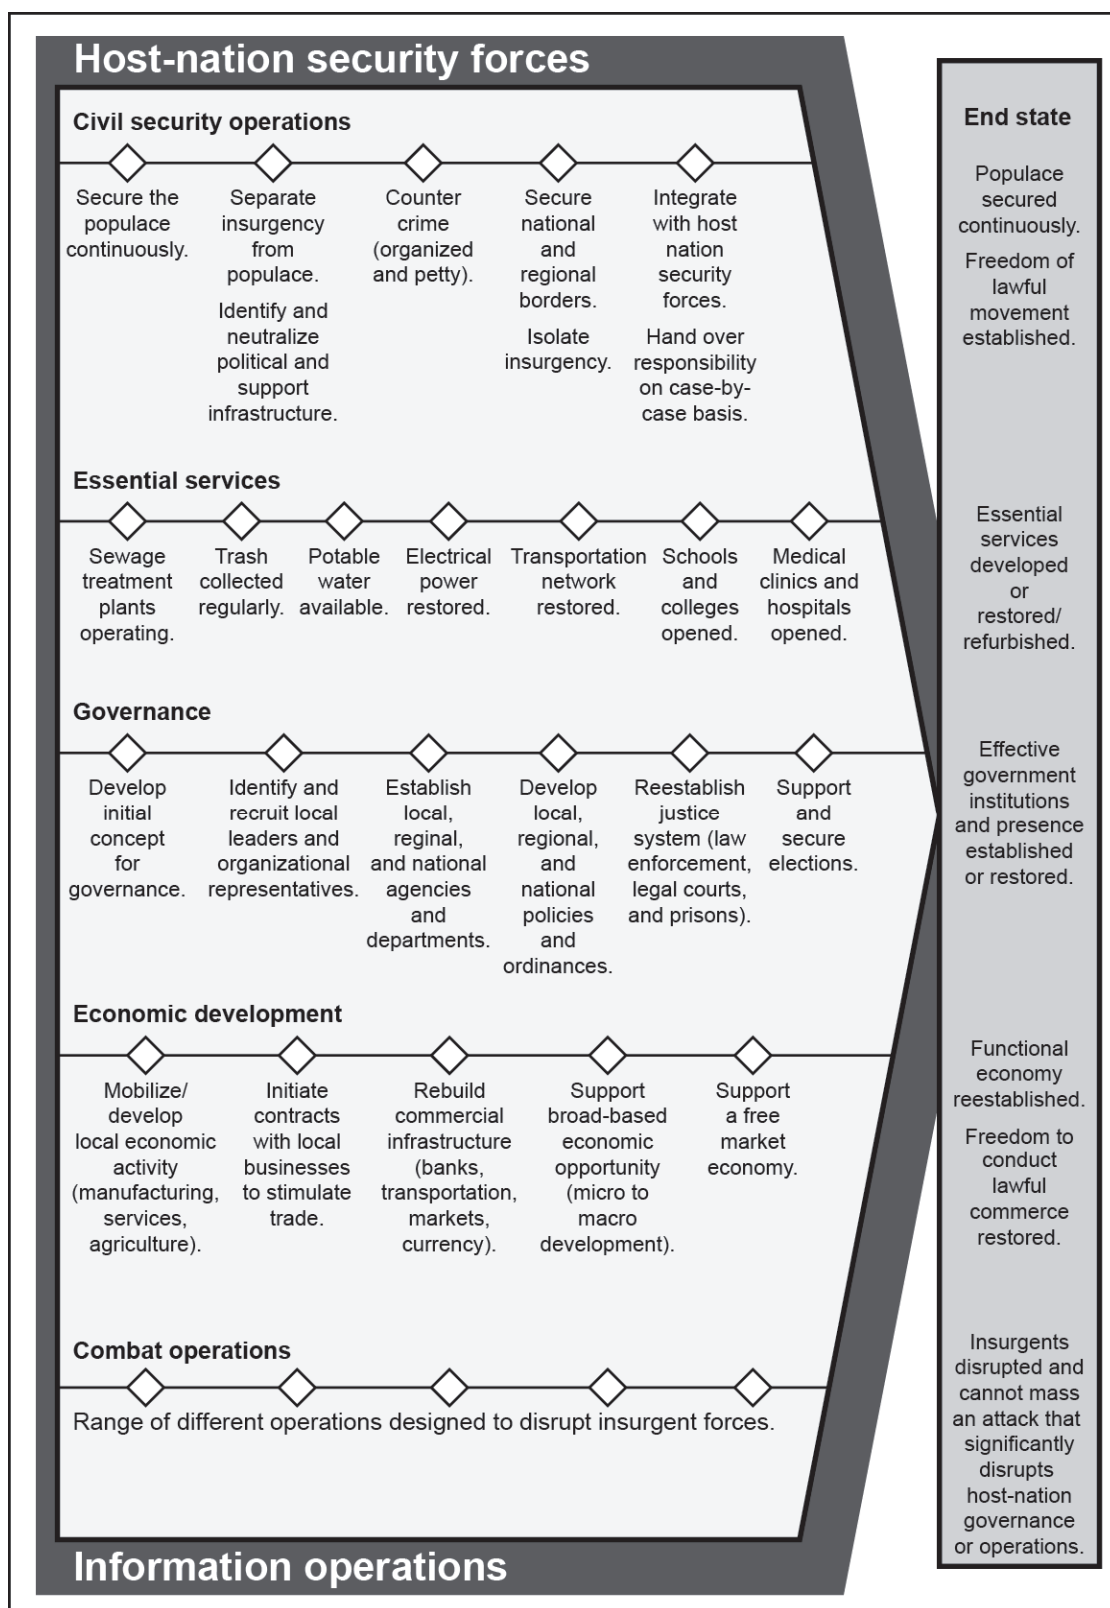 Host-nation security forces
Civil security operations
Secure the
populace
continuously.
Separate
insurgency
from
populace.
Identify and
neutralize
political and
support
infrastructure.
Counter
crime
(organized
and petty).
Secure
national
and
regional
borders.
Isolate
insurgency.
Integrate
with host
nation
security
forces.
Hand over
responsibility
on case-by-
case basis.
Essential services
Sewage
treatment
plants
operating.
Trash
collected
regularly.
Potable
water
available.
Electrical
power
restored.
Transportation
network
restored.
Schools
and
colleges
opened.
Medical
clinics and
hospitals
opened.
Governance
Develop
initial
concept
for
governance.
Identify and
recruit local
leaders and
organizational
representatives.
Establish
local,
reginal,
and national
agencies
and
departments.
Develop
local,
regional,
and
national
policies
and
ordinances.
Reestablish
justice
system (law
enforcement,
legal courts,
and prisons).
Support
and
secure
elections.
Economic development
Mobilize/
develop
local economic
activity
(manufacturing,
services,
agriculture).
Initiate
contracts
with local
businesses
to stimulate
trade.
Rebuild
commercial
infrastructure
(banks,
transportation,
markets,
currency).
Support
broad-based
economic
opportunity
(micro to
macro
development).
Support
a free
market
economy.
Combat operations
Range of different operations designed to disrupt insurgent forces.
Information operations
End state
Populace
secured
continuously.
Freedom of
lawful
movement
established.
Essential
services
developed
or
restored/
refurbished.
Effective
government
institutions
and presence
established
or restored.
Functional
economy
reestablished.
Freedom to
conduct
lawful
commerce
restored.
Insurgents
disrupted and
cannot mass
an attack that
significantly
disrupts
host-nation
governance
or operations.